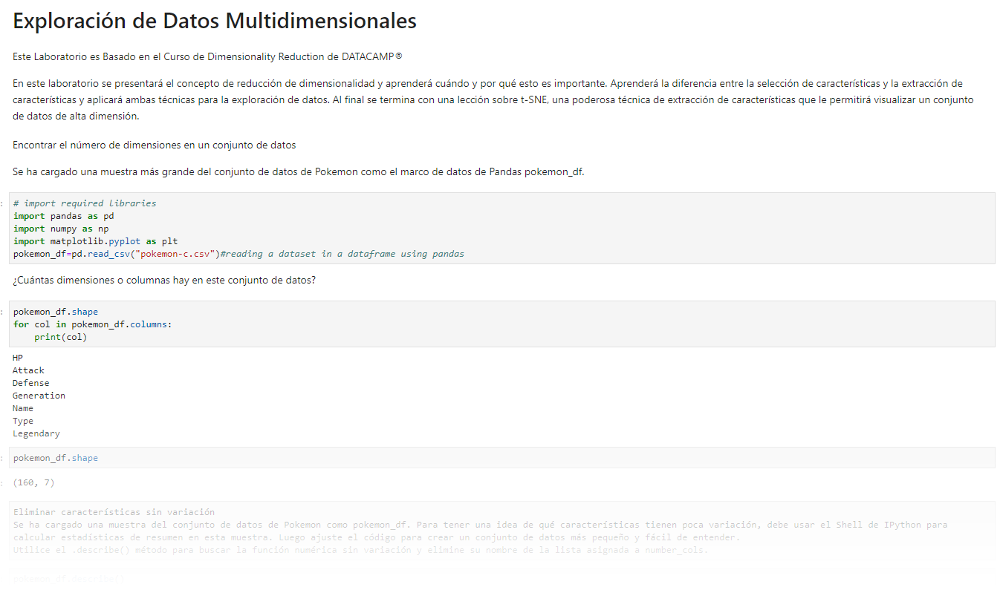 Exploración de Datos Multidimensionales
Este Laboratorio es Basado en el Curso de Dimensionality Reduction de DATACAMP®
En este laboratorio se presentará el concepto de reducción de dimensionalidad y aprenderá cuándo y por qué esto es importante. Aprenderá la diferencia entre la selección de características y la extracción de
características y aplicará ambas técnicas para la exploración de datos. Al final se termina con una lección sobre t-SNE, una poderosa técnica de extracción de características que le permitirá visualizar un conjunto
de datos de alta dimensión.
Encontrar el número de dimensiones en un conjunto de datos
Se ha cargado una muestra más grande del conjunto de datos de Pokemon como el marco de datos de Pandas pokemon_df.
:
# import required libraries
import pandas as pd
import numpy as np
import matplotlib.pyplot as plt
pokemon_df=pd.read_csv("pokemon-c.csv")#reading a dataset in a dataframe using pandas
¿Cuántas dimensiones o columnas hay en este conjunto de datos?
:
pokemon_df.shape
for col in pokemon_df.columns:
    print(col)
HP
Attack
Defense
Generation
Name
Type
Legendary
:
pokemon_df.shape
:
(160, 7)
Eliminar características sin variación
Se ha cargado una muestra del conjunto de datos de Pokemon como pokemon_df. Para tener una idea de qué características tienen poca variación, debe usar el Shell de IPython para
calcular estadísticas de resumen en esta muestra. Luego ajuste el código para crear un conjunto de datos más pequeño y fácil de entender.
Utilice el .describe() método para buscar la función numérica sin variación y elimine su nombre de la lista asignada a number_cols.
pokemon_df.describe()